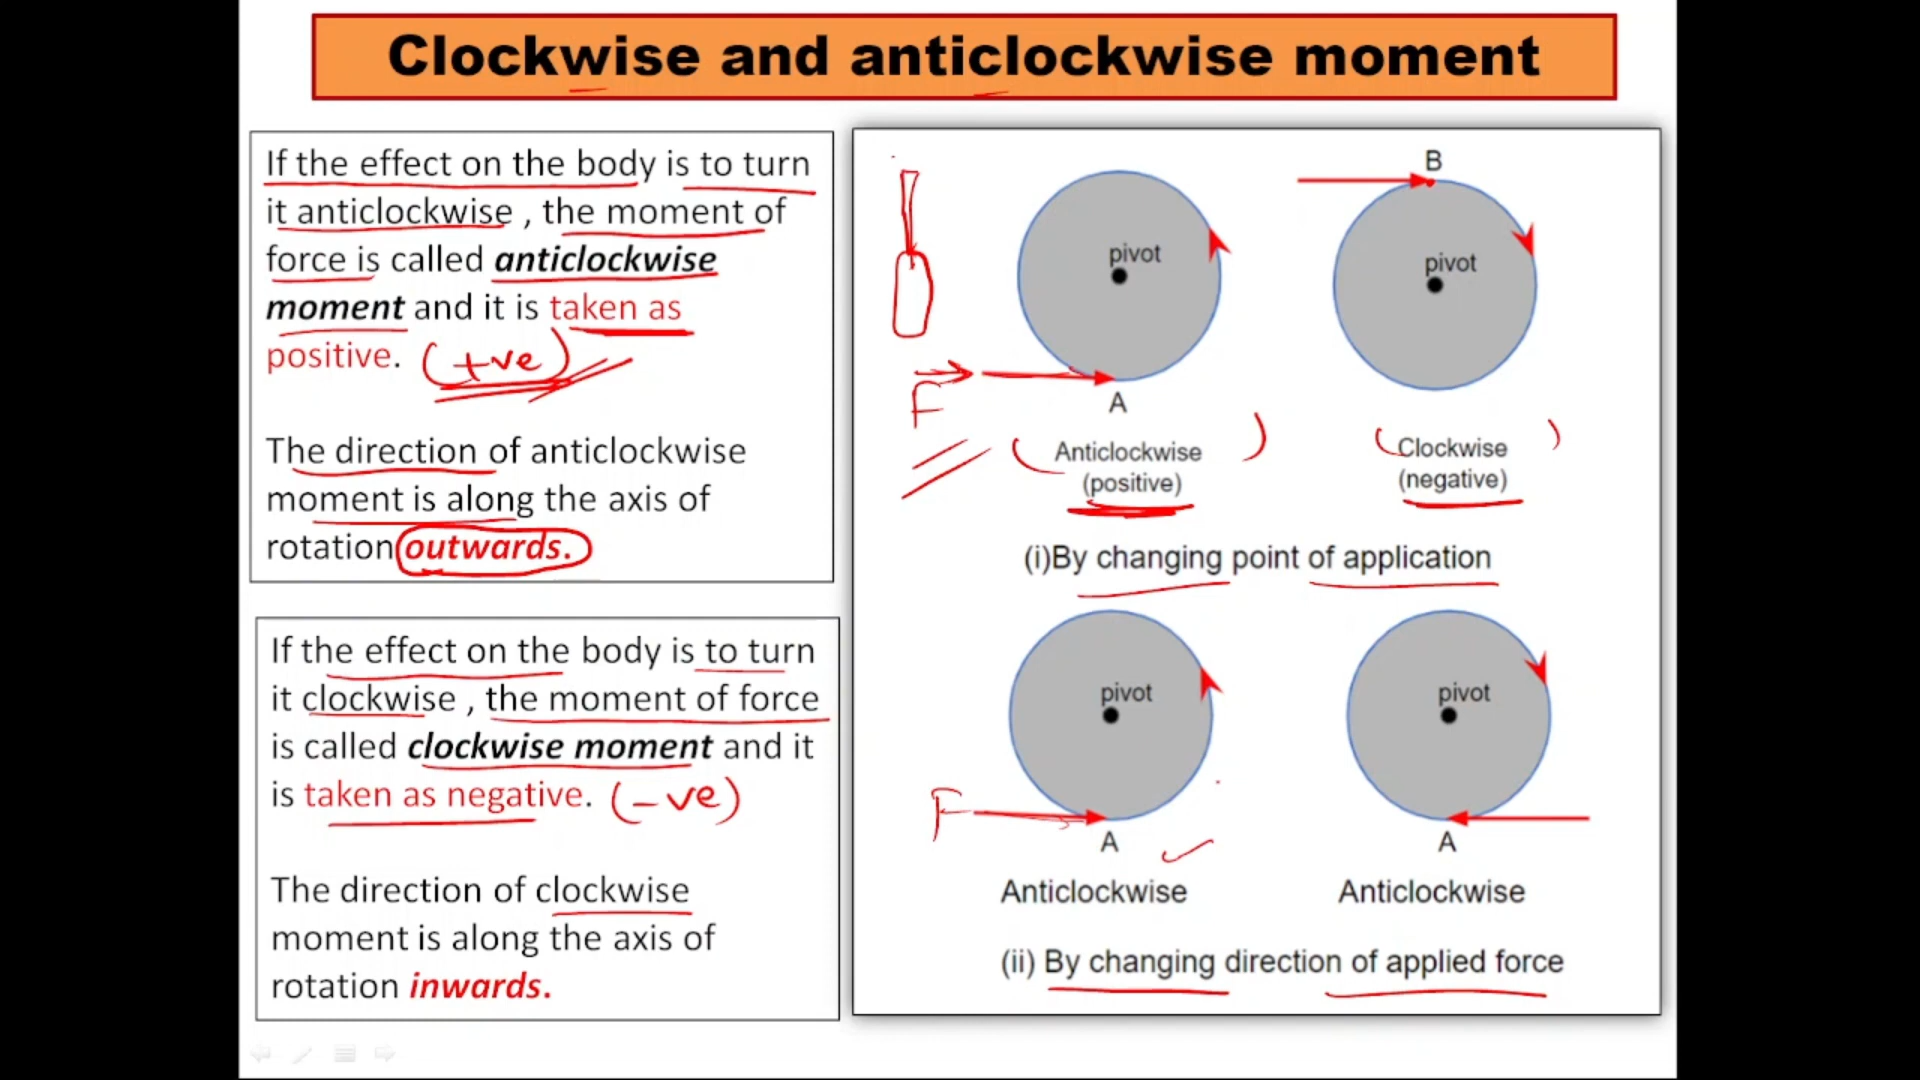 Clockwise and anticlockwise moment
If the effect on the body is to turn
it anticlockwise , the moment of
force is called anticlockwise
moment and it is taken as
positive. (+ve)
The direction of anticlockwise
moment is along the axis of
rotation outwards.
If the effect on the body is to turn
it clockwise , the moment of force
is called clockwise moment and it
is taken as negative. (-ve)
The direction of clockwise
moment is along the axis of
rotation inwards.
B
pivot
pivot
F
A
Anticlockwise
(positive)
Clockwise
(negative)
(i)By changing point of application
pivot
pivot
F
A
A
Anticlockwise
Anticlockwise
(ii) By changing direction of applied force